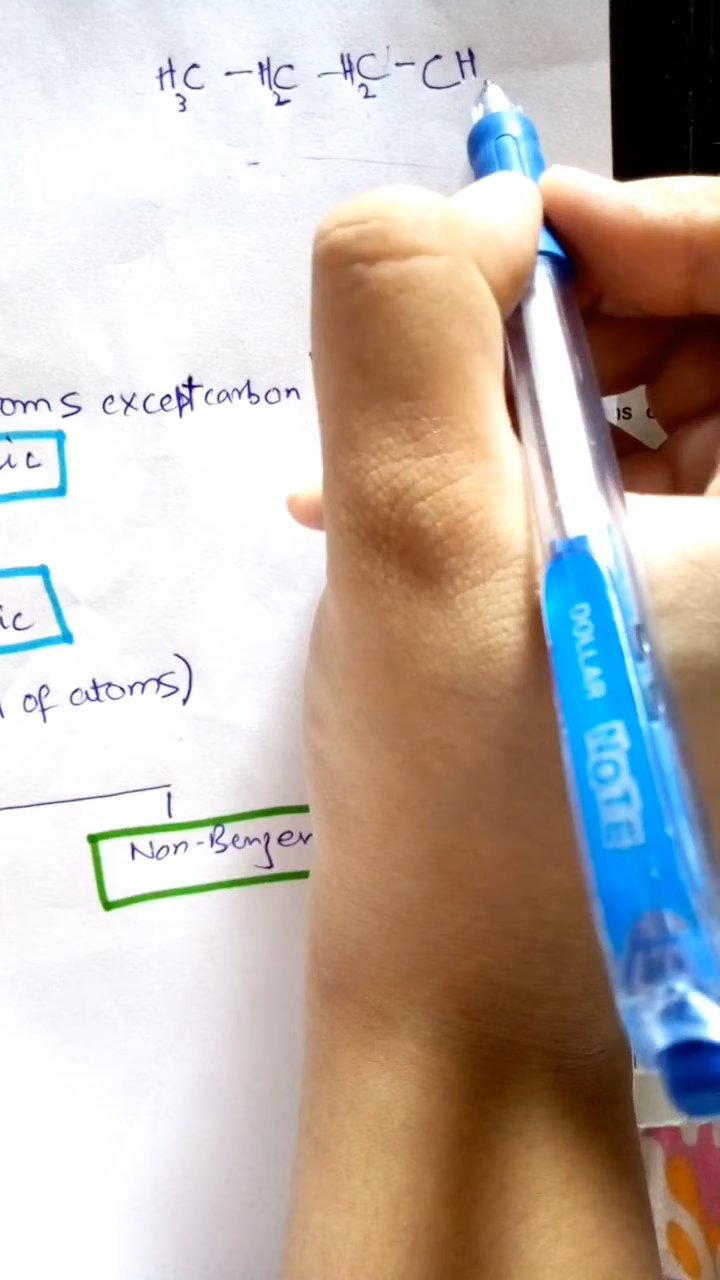 H₃C – H₂C – H₂C – CH
oms except carbon
ic
ic
of atoms)
Non-Benzen
DOLLAR
NOTE